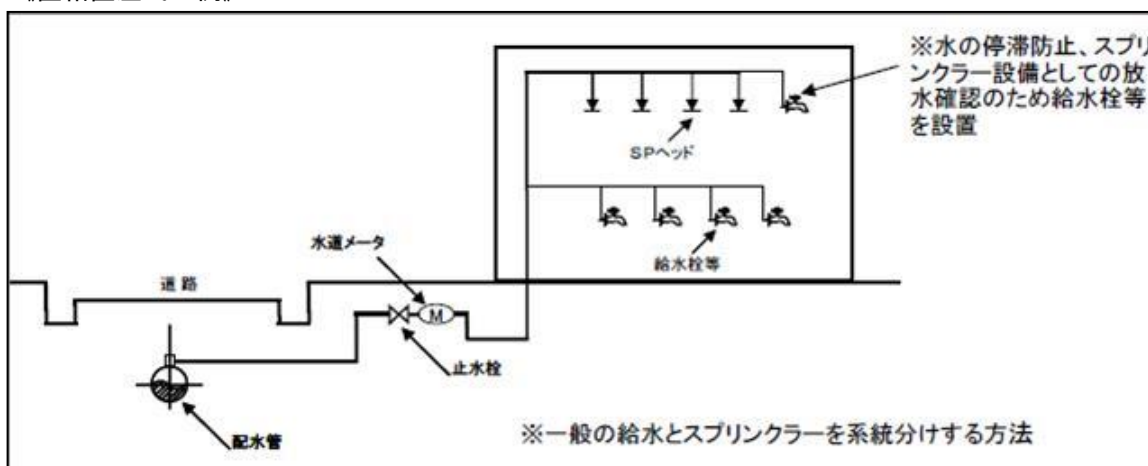 ※水の停滞防止、スプリ
ンクラー設備としての放
水確認のため給水栓等
を設置
SPヘッド
給水栓等
水道メータ
道路
M
止水栓
配水管
※一般の給水とスプリンクラーを系統分けする方法